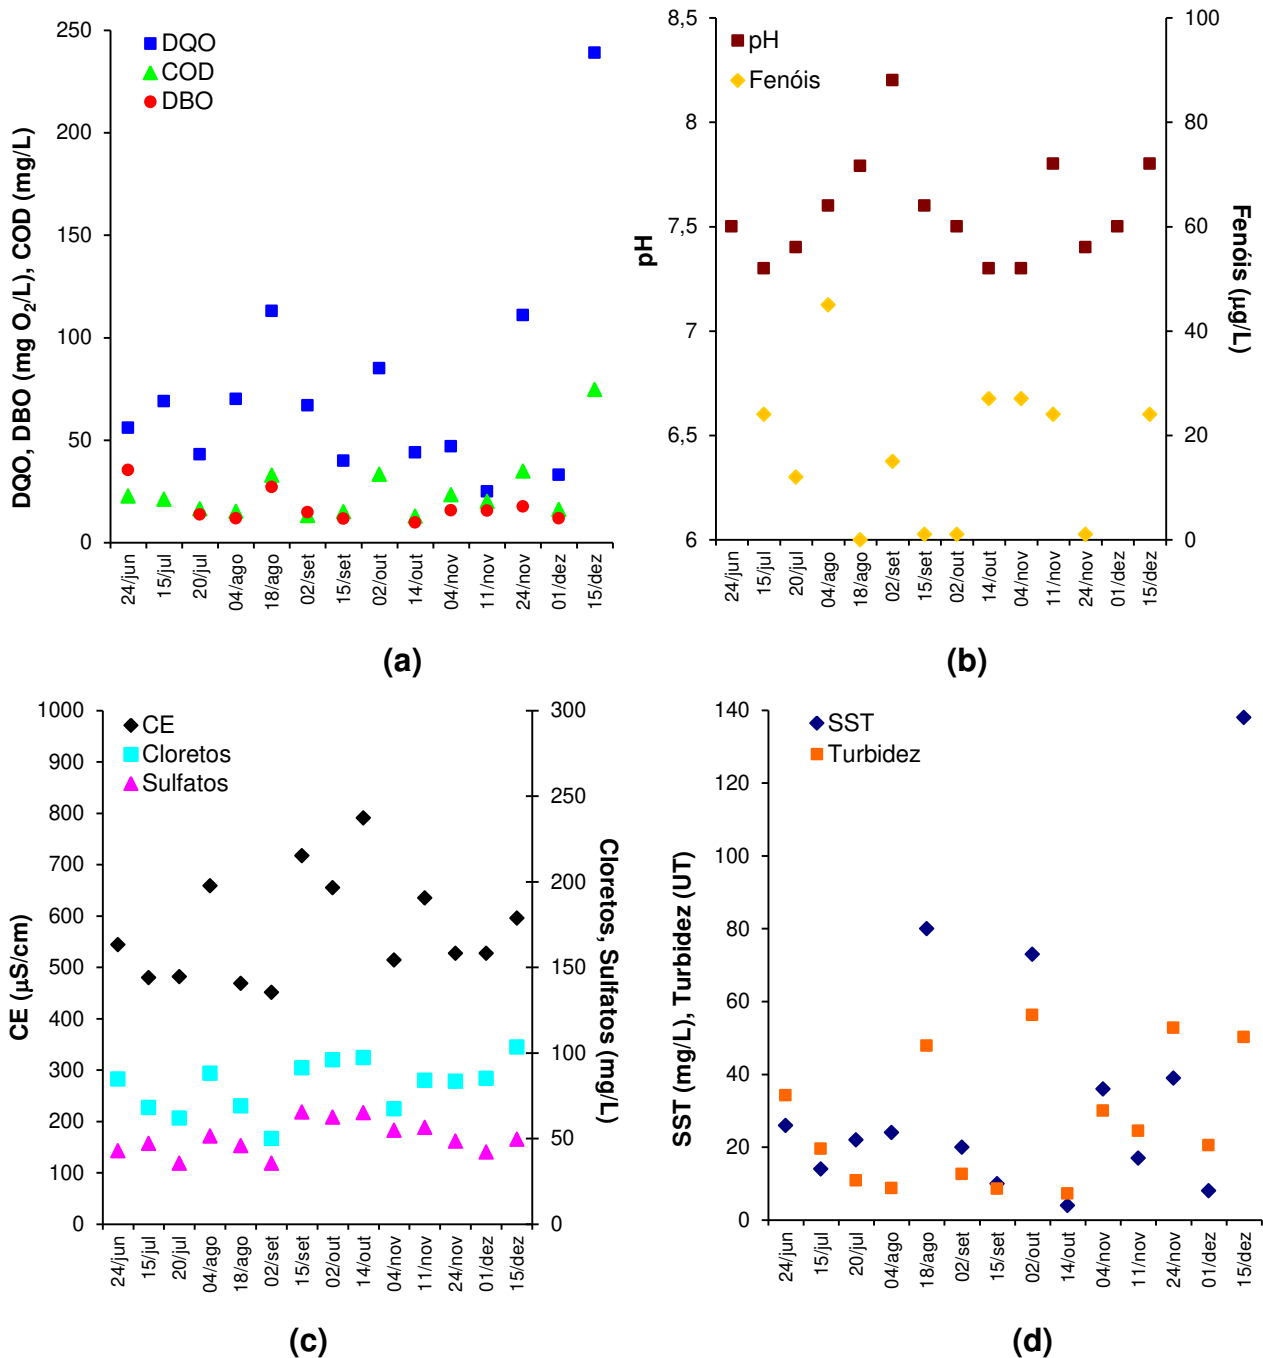 DQO
COD
DBO
250
200
150
100
50
0
DQO, DBO (mg O2/L), COD (mg/L)
24/jun
15/jul
20/jul
04/ago
18/ago
02/set
15/set
02/out
14/out
04/nov
11/nov
24/nov
01/dez
15/dez
(a)
pH
Fenóis
8,5
8
7,5
7
6,5
6
pH
100
80
60
40
20
0
Fenóis (µg/L)
24/jun
15/jul
20/jul
04/ago
18/ago
02/set
15/set
02/out
14/out
04/nov
11/nov
24/nov
01/dez
15/dez
(b)
CE
Cloretos
Sulfatos
1000
900
800
700
600
500
400
300
200
100
0
CE (µS/cm)
300
250
200
150
100
50
0
Cloretos, Sulfatos (mg/L)
24/jun
15/jul
20/jul
04/ago
18/ago
02/set
15/set
02/out
14/out
04/nov
11/nov
24/nov
01/dez
15/dez
(c)
SST
Turbidez
140
120
100
80
60
40
20
0
SST (mg/L), Turbidez (UT)
24/jun
15/jul
20/jul
04/ago
18/ago
02/set
15/set
02/out
14/out
04/nov
11/nov
24/nov
01/dez
15/dez
(d)